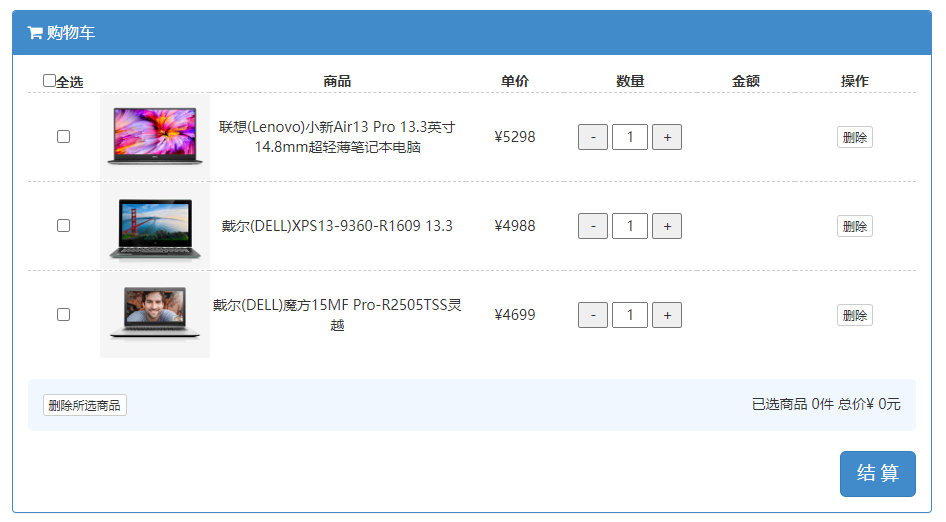 购物车
全选 商品 单价 数量 金额 操作
联想(Lenovo)小新Air13 Pro 13.3英寸
14.8mm超轻薄笔记本电脑
¥5298 - 1 + 删除
戴尔(DELL)XPS13-9360-R1609 13.3 ¥4988 - 1 + 删除
戴尔(DELL)魔方15MF Pro-R2505TSS灵
越
¥4699 - 1 + 删除
删除所选商品 已选商品 0件 总价¥ 0元
结 算